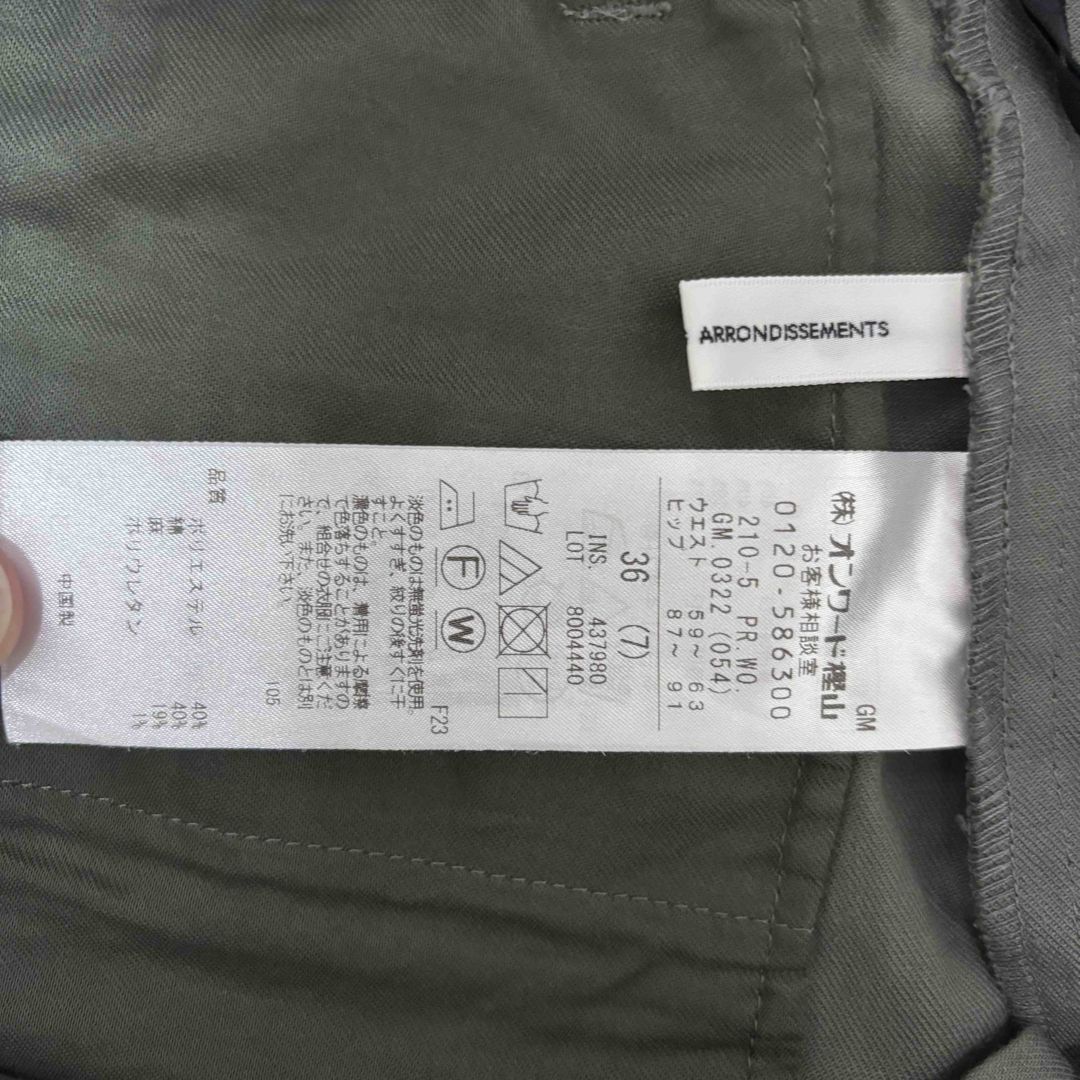 ARRONDISSEMENTS
GM
(株)オンワード樫山
お客様相談室
0120-586300
210-5 PR.WO.
GM.0322 (054)
ウエスト 59〜 63
ヒップ 87〜 91
36 (7)
INS. 437980
LOT 8004440
F W
F23
淡色のものは無蛍光洗剤を使用。
よくすすぎ、絞りの後すぐに干
すこと。
濃色のものは、着用による摩擦
で色落ちすることがありますの
で、組合せの衣服にご注意くだ
さい。また、淡色のものとは別
にお洗い下さい。
105
品質
ポリエステル 40%
綿 40%
麻 19%
ポリウレタン 1%
中国製